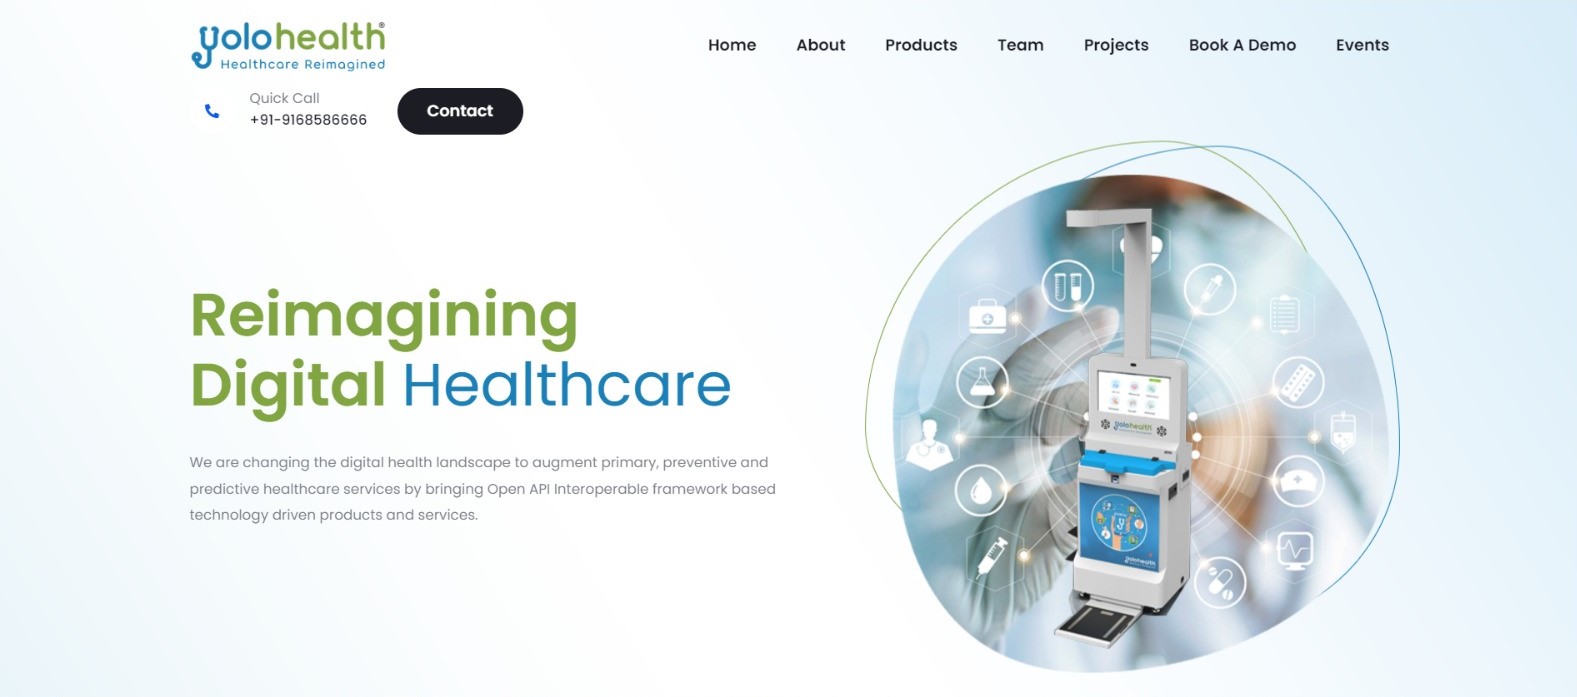 yolohealth®
Healthcare Reimagined
Home
About
Products
Team
Projects
Book A Demo
Events
Quick Call
+91-9168586666
Contact
Reimagining
Digital Healthcare
We are changing the digital health landscape to augment primary, preventive and
predictive healthcare services by bringing Open API Interoperable framework based
technology driven products and services.
yolohealth
yolohealth